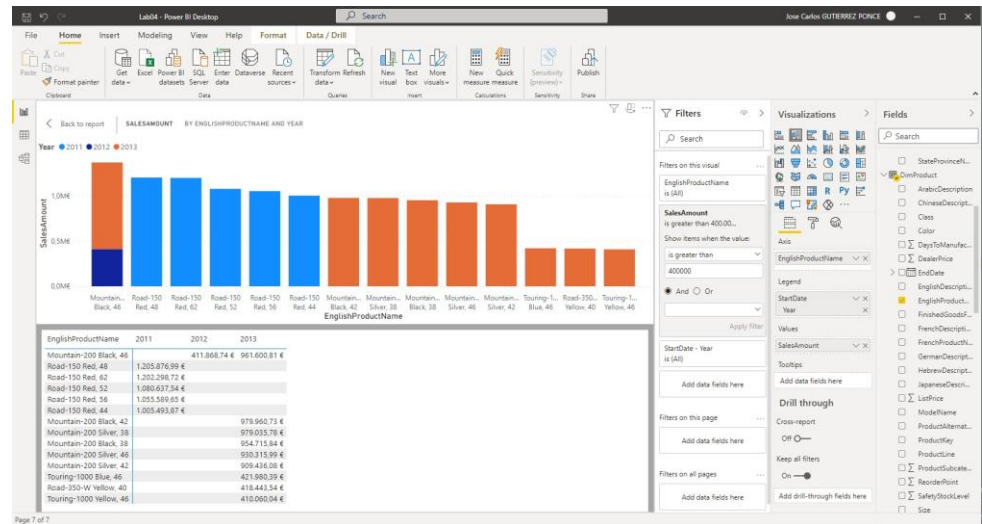 Lab04 - Power BI Desktop
Search
Jose Carlos GUTIERREZ PONCE
File Home Insert Modeling View Help Format Data / Drill
Paste
Cut
Copy
Format painter
Clipboard
Get data
Excel
Power BI datasets
SQL Server
Enter data
Dataverse
Recent sources
Data
Transform data
Refresh
Queries
New visual
Text box
More visuals
Insert
New measure
Quick measure
Calculations
Sensitivity (preview)
Sensitivity
Publish
Share
Back to report SALESAMOUNT BY ENGLISHPRODUCTNAME AND YEAR
Year 2011 2012 2013
SalesAmount
1,0M€
0,5M€
0,0M€
Mountain... Black, 46
Road-150 Red, 48
Road-150 Red, 62
Road-150 Red, 52
Road-150 Red, 56
Road-150 Red, 44
Mountain... Black, 42
Mountain... Silver, 38
Mountain... Black, 38
Mountain... Silver, 46
Mountain... Silver, 42
Touring-1... Blue, 46
Road-350... Yellow, 40
Touring-1... Yellow, 46
EnglishProductName
EnglishProductName 2011 2012 2013
Mountain-200 Black, 46 411.868,74 € 961.600,81 €
Road-150 Red, 48 1.205.876,99 €
Road-150 Red, 62 1.202.298,72 €
Road-150 Red, 52 1.080.637,54 €
Road-150 Red, 56 1.055.589,65 €
Road-150 Red, 44 1.005.493,87 €
Mountain-200 Black, 42 979.960,73 €
Mountain-200 Silver, 38 979.035,78 €
Mountain-200 Black, 38 954.715,84 €
Mountain-200 Silver, 46 930.315,99 €
Mountain-200 Silver, 42 909.436,08 €
Touring-1000 Blue, 46 421.980,39 €
Road-350-W Yellow, 40 418.443,54 €
Touring-1000 Yellow, 46 410.060,04 €
Page 7 of 7
Filters
Search
Filters on this visual ...
EnglishProductName
is (All)
SalesAmount
is greater than 400.00...
Show items when the value:
is greater than
400000
And Or
Apply filter
StartDate - Year
is (All)
Add data fields here
Filters on this page ...
Add data fields here
Filters on all pages ...
Add data fields here
Visualizations
R Py
Axis
EnglishProductName
Legend
StartDate
Year
Values
SalesAmount
Tooltips
Add data fields here
Drill through
Cross-report
Off
Keep all filters
On
Add drill-through fields here
Fields
Search
StateProvinceN...
DimProduct
ArabicDescription
ChineseDescript...
Class
Color
DaysToManufac...
DealerPrice
EndDate
EnglishDescripti...
EnglishProduct...
FinishedGoodsF...
FrenchDescripti...
FrenchProductN...
GermanDescript...
HebrewDescript...
JapaneseDescri...
ListPrice
ModelName
ProductAlternat...
ProductKey
ProductLine
ProductSubcate...
ReorderPoint
SafetyStockLevel
Size